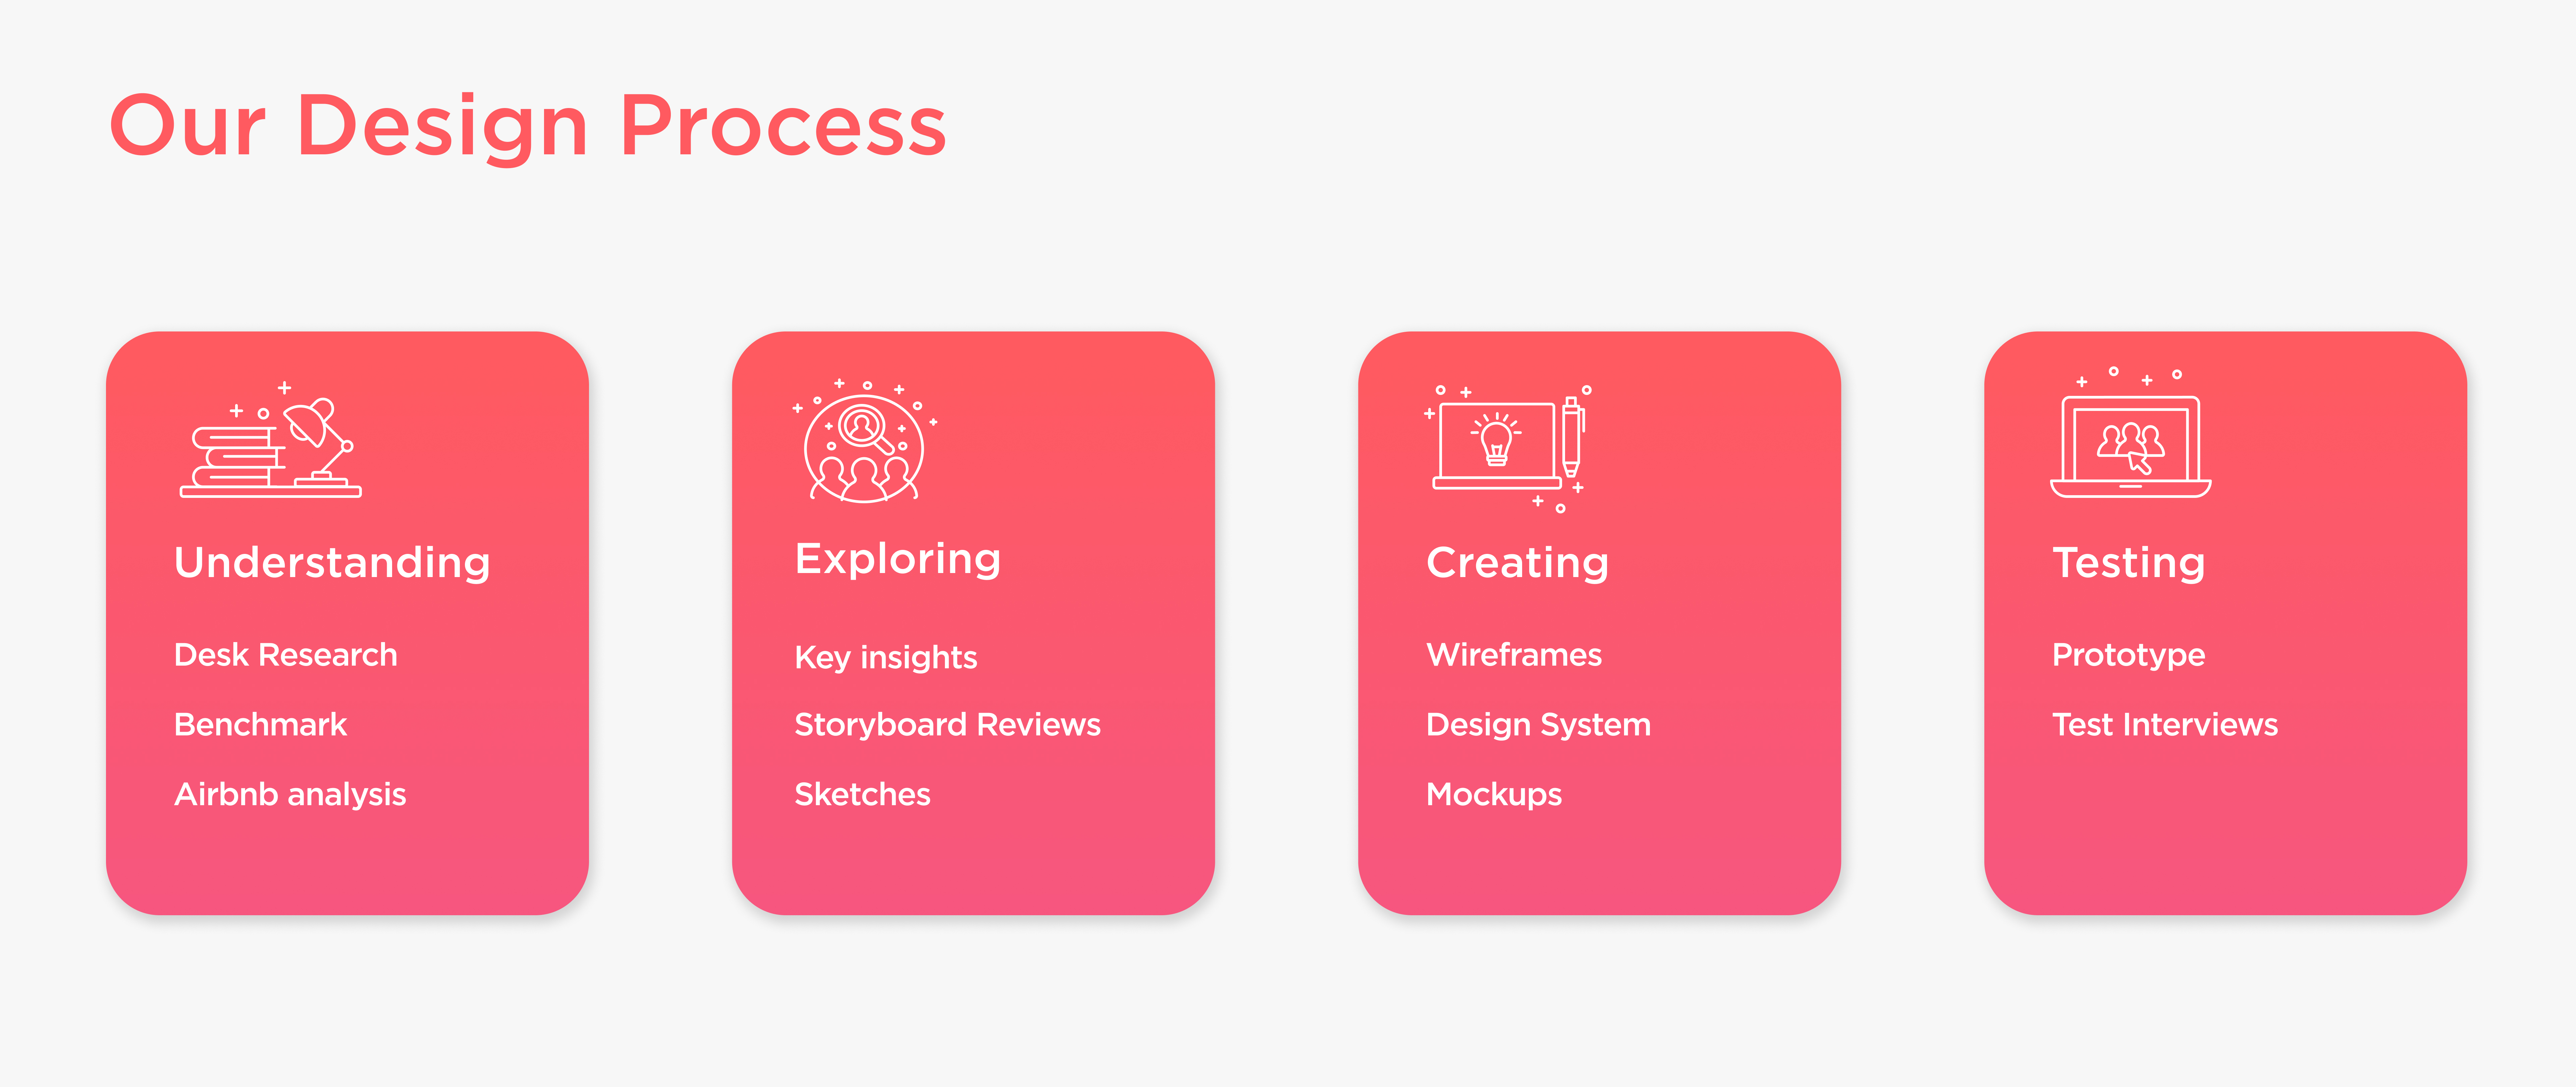 Our Design Process
Understanding
Desk Research
Benchmark
Airbnb analysis
Exploring
Key insights
Storyboard Reviews
Sketches
Creating
Wireframes
Design System
Mockups
Testing
Prototype
Test Interviews